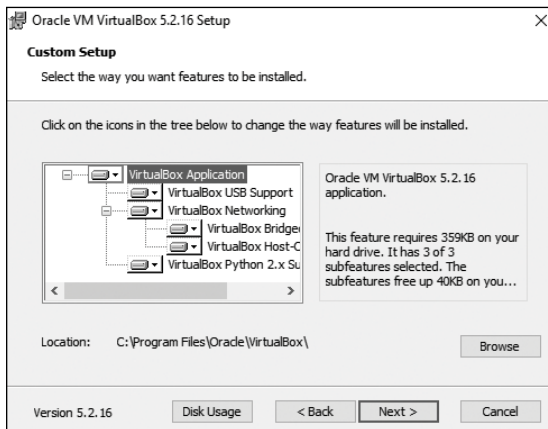 Oracle VM VirtualBox 5.2.16 Setup
Custom Setup
Select the way you want features to be installed.
Click on the icons in the tree below to change the way features will be installed.
VirtualBox Application
VirtualBox USB Support
VirtualBox Networking
VirtualBox Bridge
VirtualBox Host-C
VirtualBox Python 2.x Su
Oracle VM VirtualBox 5.2.16
application.
This feature requires 359KB on your
hard drive. It has 3 of 3
subfeatures selected. The
subfeatures free up 40KB on you...
Location: C:\Program Files\Oracle\VirtualBox\
Browse
Version 5.2.16
Disk Usage
< Back
Next >
Cancel